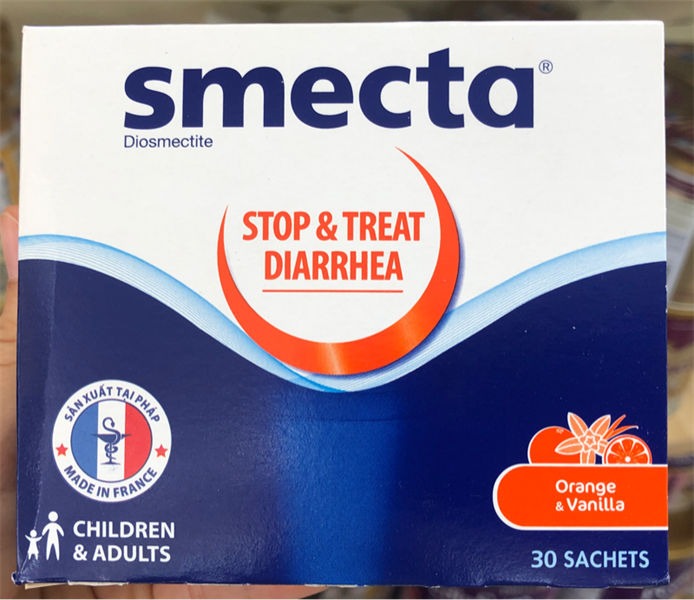 smecta®
Diosmectite
STOP & TREAT
DIARRHEA
SẢN XUẤT TẠI PHÁP
MADE IN FRANCE
CHILDREN
& ADULTS
Orange
& Vanilla
30 SACHETS